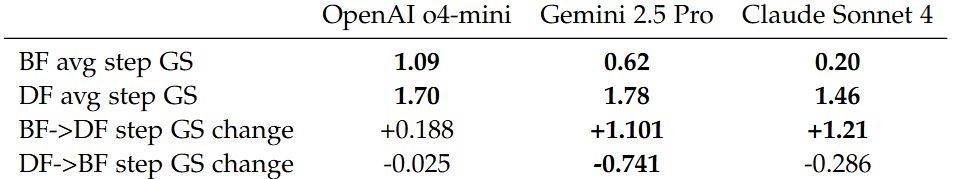 OpenAI o4-mini Gemini 2.5 Pro Claude Sonnet 4
BF avg step GS 1.09 0.62 0.20
DF avg step GS 1.70 1.78 1.46
BF->DF step GS change +0.188 +1.101 +1.21
DF->BF step GS change -0.025 -0.741 -0.286